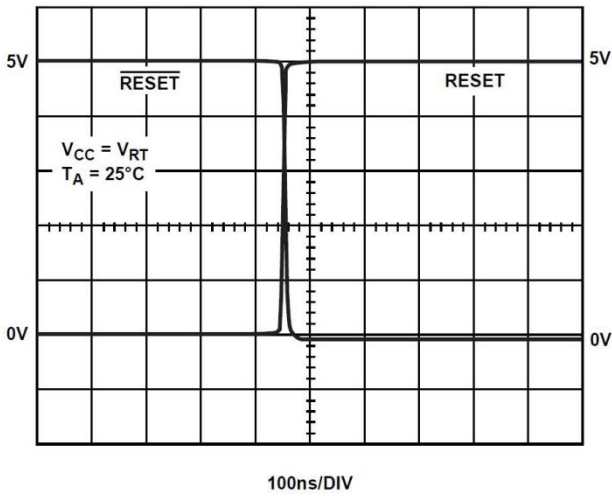 5V
5V
RESET
RESET
VCC = VRT
TA = 25°C
0V
0V
100ns/DIV